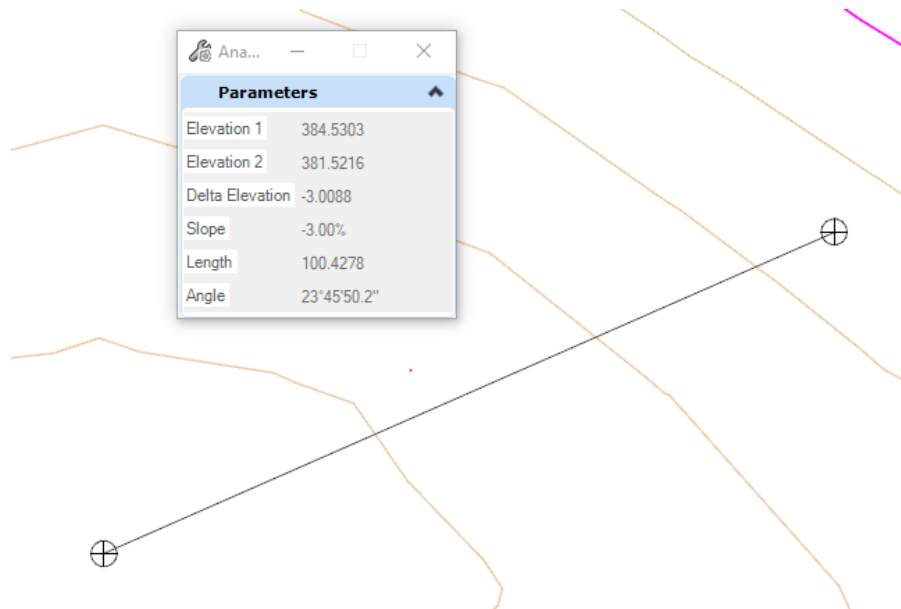 Ana...
Parameters
Elevation 1 384.5303
Elevation 2 381.5216
Delta Elevation -3.0088
Slope -3.00%
Length 100.4278
Angle 23°45'50.2"